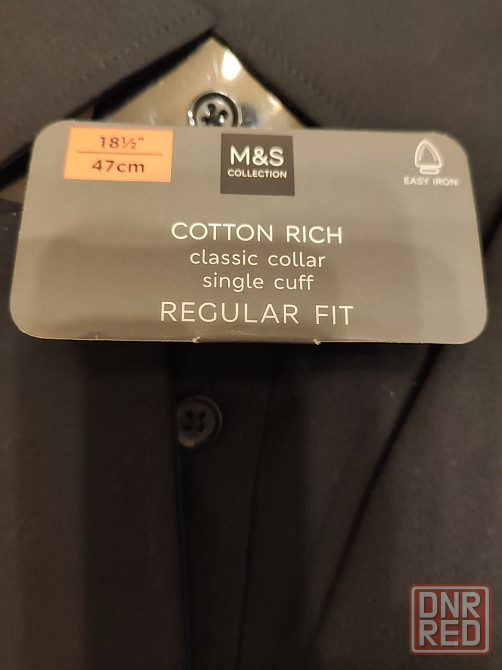 18½"
47cm
M&S
COLLECTION
EASY IRON
COTTON RICH
classic collar
single cuff
REGULAR FIT
DNR
RED